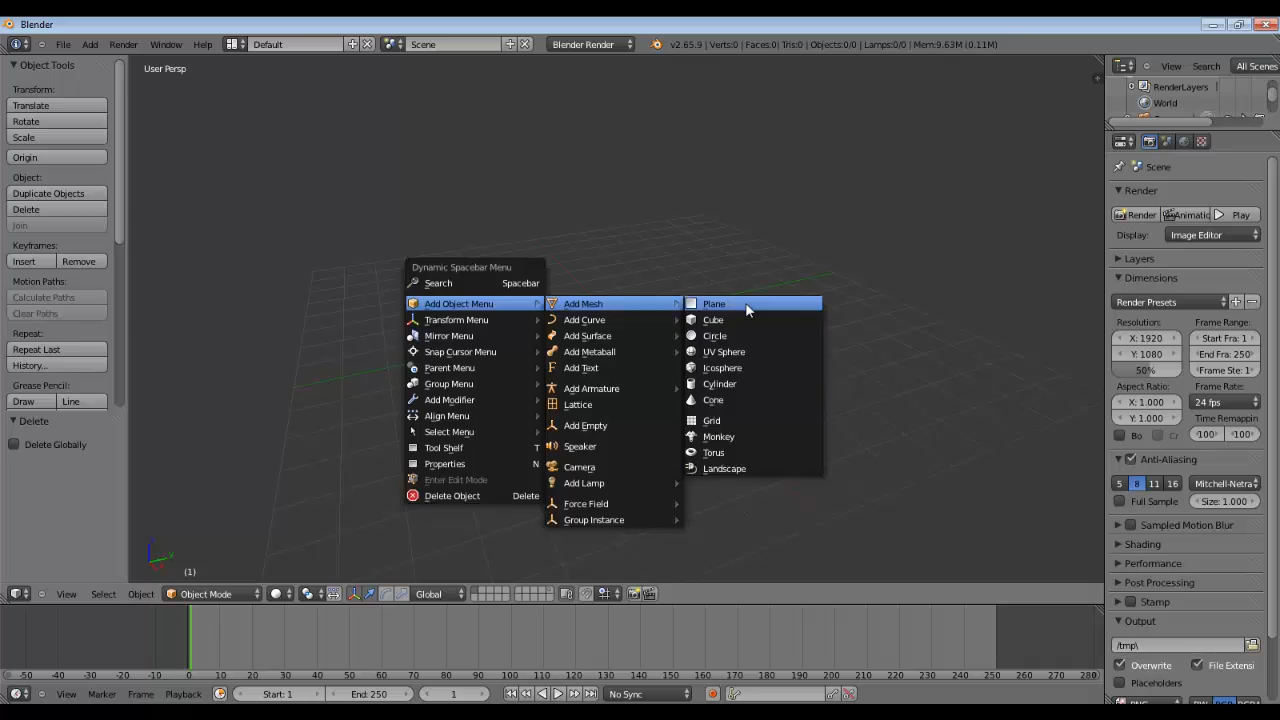 Blender
File Add Render Window Help Default Scene Blender Render v2.65.9 | Verts:0 | Faces:0| Tris:0 | Objects:0/0 | Lamps:0/0 | Mem:9.63M (0.11M)
Object Tools
Transform:
Translate
Rotate
Scale
Origin
Object:
Duplicate Objects
Delete
Join
Keyframes:
Insert Remove
Motion Paths:
Calculate Paths
Clear Paths
Repeat:
Repeat Last
History...
Grease Pencil:
Draw Line
Delete
Delete Globally
User Persp
Dynamic Spacebar Menu
Search Spacebar
Add Object Menu
Transform Menu
Mirror Menu
Snap Cursor Menu
Parent Menu
Group Menu
Add Modifier
Align Menu
Select Menu
Tool Shelf T
Properties N
Enter Edit Mode
Delete Object Delete
Add Mesh
Add Curve
Add Surface
Add Metaball
Add Text
Add Armature
Lattice
Add Empty
Speaker
Camera
Add Lamp
Force Field
Group Instance
Plane
Cube
Circle
UV Sphere
Icosphere
Cylinder
Cone
Grid
Monkey
Torus
Landscape
(1)
View Select Object Object Mode Global
-50 -40 -30 -20 -10 0 10 20 30 40 50 60 70 80 90 100 110 120 130 140 150 160 170 180 190 200 210 220 230 240 250 260 270 280
View Marker Frame Playback Start: 1 End: 250 1 No Sync
View Search All Scenes
RenderLayers |
World
Scene
Render
Render Animatic Play
Display: Image Editor
Layers
Dimensions
Render Presets
Resolution: Frame Range:
X: 1920 Start Fra: 1
Y: 1080 End Fra: 250
50% Frame Ste: 1
Aspect Ratio: Frame Rate:
X: 1.000 24 fps
Y: 1.000 Time Remappin
Bo Cr 100 100
Anti-Aliasing
5 8 11 16 Mitchell-Netra
Full Sample Size: 1.000
Sampled Motion Blur
Shading
Performance
Post Processing
Stamp
Output
/tmp\
Overwrite File Extensi
Placeholders